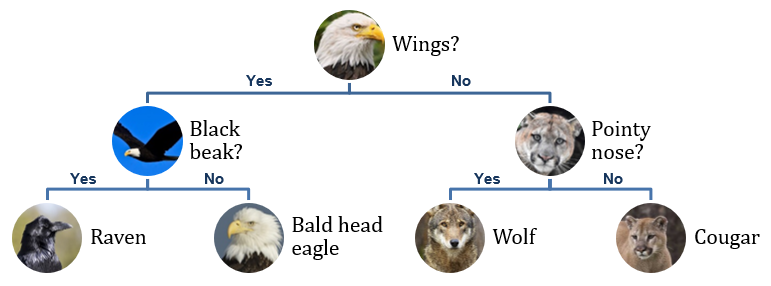 Wings?
Yes
No
Black
beak?
Pointy
nose?
Yes
No
Yes
No
Raven
Bald head
eagle
Wolf
Cougar